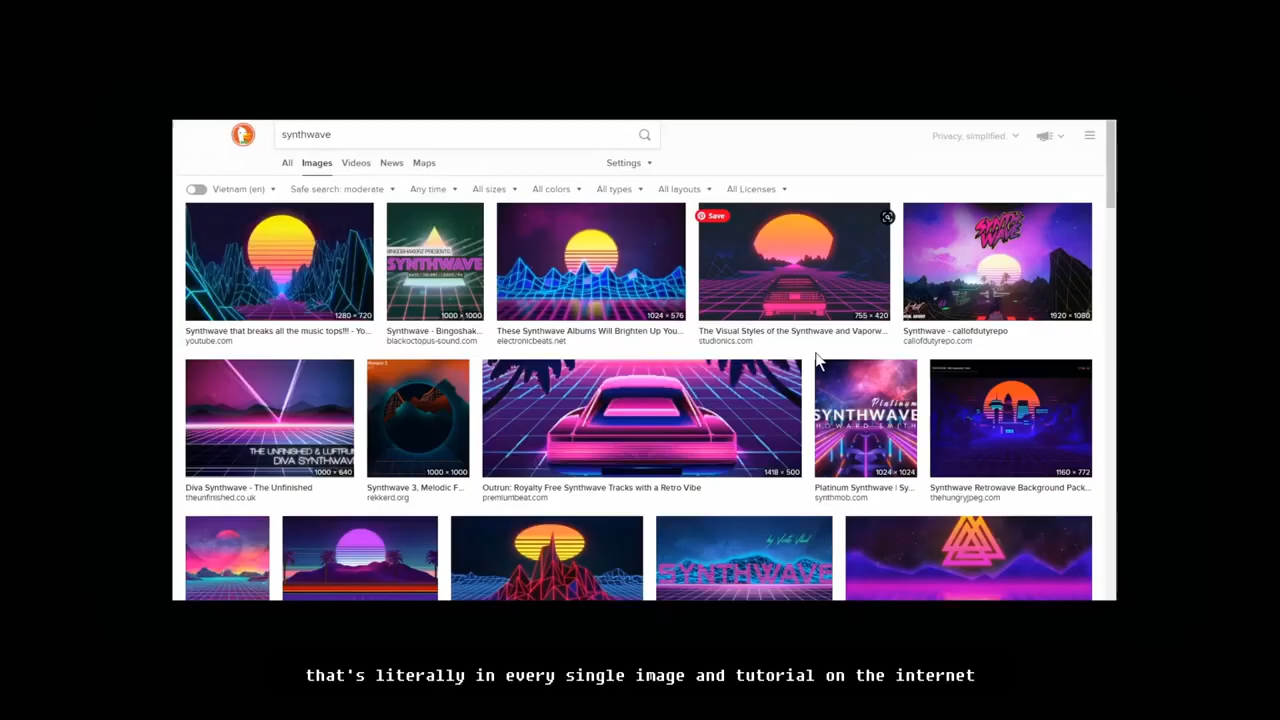 synthwave
Privacy, simplified.
All Images Videos News Maps Settings
Vietnam (en) Safe search: moderate Any time All sizes All colors All types All layouts All Licenses
Save
SYNTHWAVE
SYNTH WAVE
1280 × 720
1000 × 1000
1024 × 576
755 × 420
1920 × 1080
Synthwave that breaks all the music tops!!! - Yo...
youtube.com
Synthwave - Bingoshak...
blackoctopus-sound.com
These Synthwave Albums Will Brighten Up You...
electronicbeats.net
The Visual Styles of the Synthwave and Vaporw...
studionics.com
Synthwave - callofdutyrepo
callofdutyrepo.com
THE UNFINISHED & LUFTRUM
DIVA SYNTHWAV
Platinum
SYNTHWAVE
HOWARD SMITH
1000 × 640
1000 × 1000
1418 × 500
1024 × 1024
1160 × 772
Diva Synthwave - The Unfinished
theunfinished.co.uk
Synthwave 3, Melodic F...
rekkerd.org
Outrun: Royalty Free Synthwave Tracks with a Retro Vibe
premiumbeat.com
Platinum Synthwave | Sy...
synthmob.com
Synthwave Retrowave Background Pack...
thehungryjpeg.com
SYNTHWAVE
that's literally in every single image and tutorial on the internet